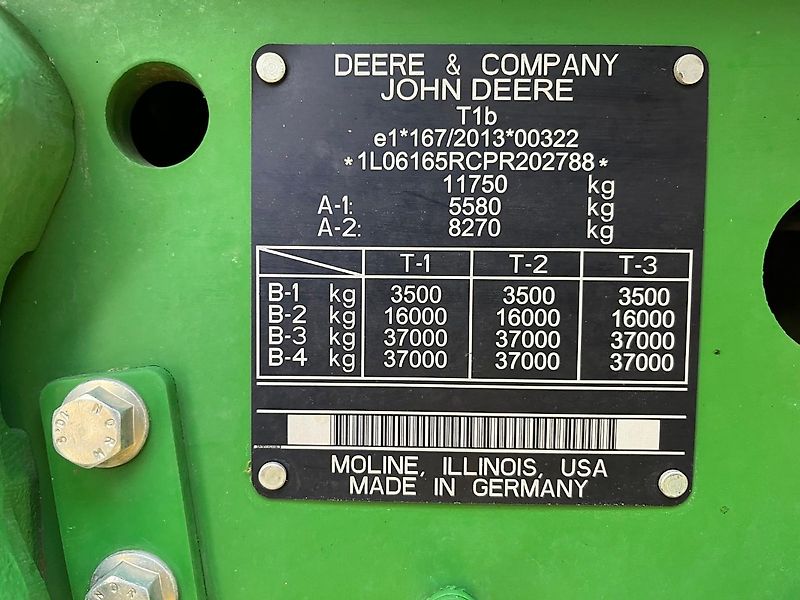 DEERE & COMPANY
JOHN DEERE
T1b
e1*167/2013*00322
*1L06165RCPR202788*
11750 kg
A-1: 5580 kg
A-2: 8270 kg
T-1 T-2 T-3
B-1 kg 3500 3500 3500
B-2 kg 16000 16000 16000
B-3 kg 37000 37000 37000
B-4 kg 37000 37000 37000
MOLINE, ILLINOIS, USA
MADE IN GERMANY